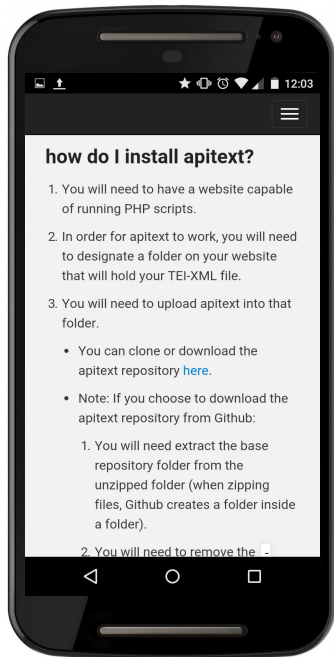 12:03
how do I install apitext?
1. You will need to have a website capable
of running PHP scripts.
2. In order for apitext to work, you will need
to designate a folder on your website
that will hold your TEI-XML file.
3. You will need to upload apitext into that
folder.
• You can clone or download the
apitext repository here.
• Note: If you choose to download the
apitext repository from Github:
1. You will need extract the base
repository folder from the
unzipped folder (when zipping
files, Github creates a folder inside
a folder).
2. You will need to remove the -